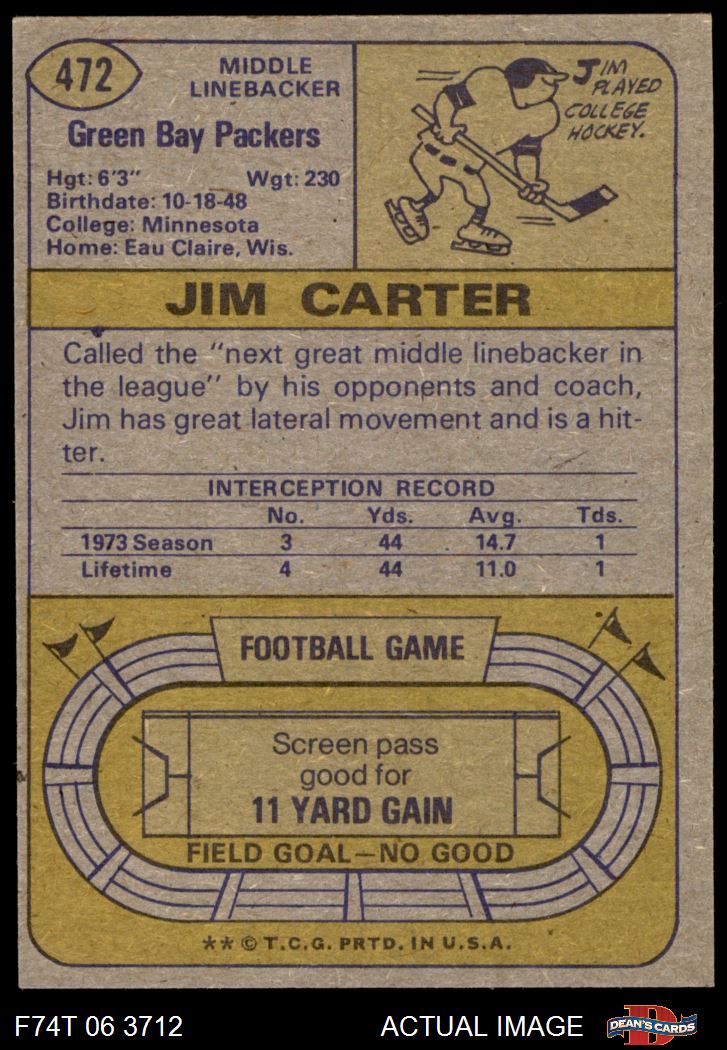 472
MIDDLE
LINEBACKER
Green Bay Packers
Hgt: 6'3" Wgt: 230
Birthdate: 10-18-48
College: Minnesota
Home: Eau Claire, Wis.
JIM
PLAYED
COLLEGE
HOCKEY.
JIM CARTER
Called the "next great middle linebacker in
the league" by his opponents and coach,
Jim has great lateral movement and is a hit-
ter.
INTERCEPTION RECORD
No. Yds. Avg. Tds.
1973 Season 3 44 14.7 1
Lifetime 4 44 11.0 1
FOOTBALL GAME
Screen pass
good for
11 YARD GAIN
FIELD GOAL—NO GOOD
** © T.C.G. PRTD. IN U.S.A.
F74T 06 3712 ACTUAL IMAGE
D
DEAN'S CARDS